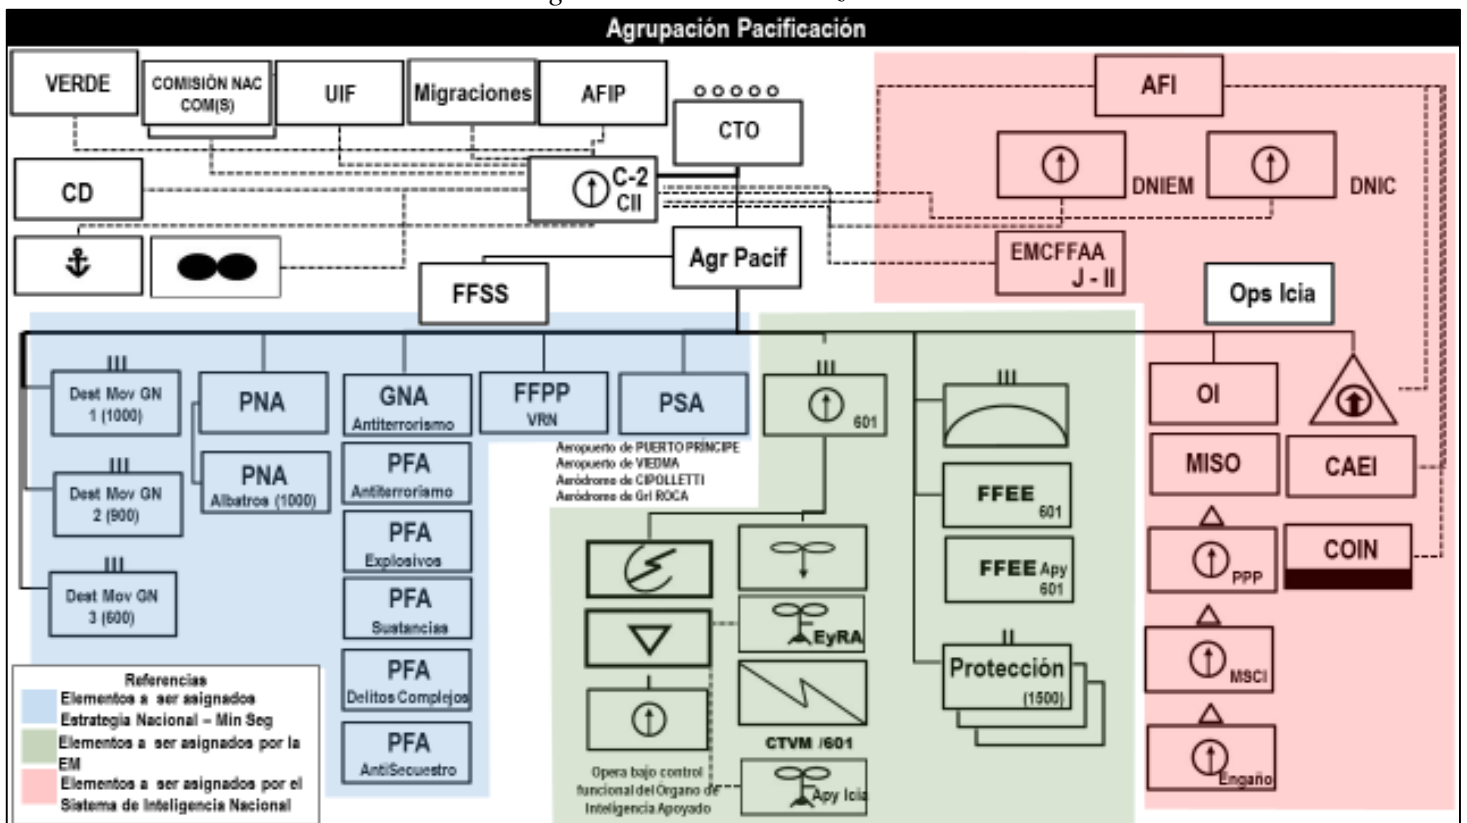 Agrupación Pacificación
VERDE
COMISIÓN NAC
COM(S)
UIF
Migraciones
AFIP
CTO
AFI
CD
C-2
CII
DNIEM
DNIC
Agr Pacif
EMCFFAA
J - II
FFSS
Ops Icia
Dest Mov GN
1 (1000)
PNA
GNA
Antiterrorismo
FFPP
VRN
PSA
III
601
III
OI
III
Aeropuerto de PUERTO PRÍNCIPE
Aeropuerto de VIEDMA
Aeródromo de CIPOLLETTI
Aeródromo de Grl ROCA
III
Dest Mov GN
2 (900)
PNA
Albatros (1000)
PFA
Antiterrorismo
FFEE
601
MISO
CAEI
PFA
Explosivos
FFEE Apy
601
PPP
COIN
III
Dest Mov GN
3 (600)
PFA
Sustancias
EyRA
II
Protección
(1500)
MSCI
PFA
Delitos Complejos
CTVM /601
PFA
AntiSecuestro
Opera bajo control
funcional del Órgano de
Inteligencia Apoyado
Apy Icia
Engaño
Referencias
Elementos a ser asignados
Estrategia Nacional – Min Seg
Elementos a ser asignados por la
EM
Elementos a ser asignados por el
Sistema de Inteligencia Nacional